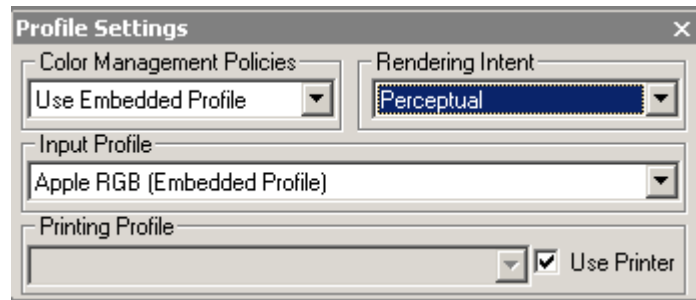 Profile Settings
Color Management Policies
Rendering Intent
Use Embedded Profile
Perceptual
Input Profile
Apple RGB (Embedded Profile)
Printing Profile
Use Printer